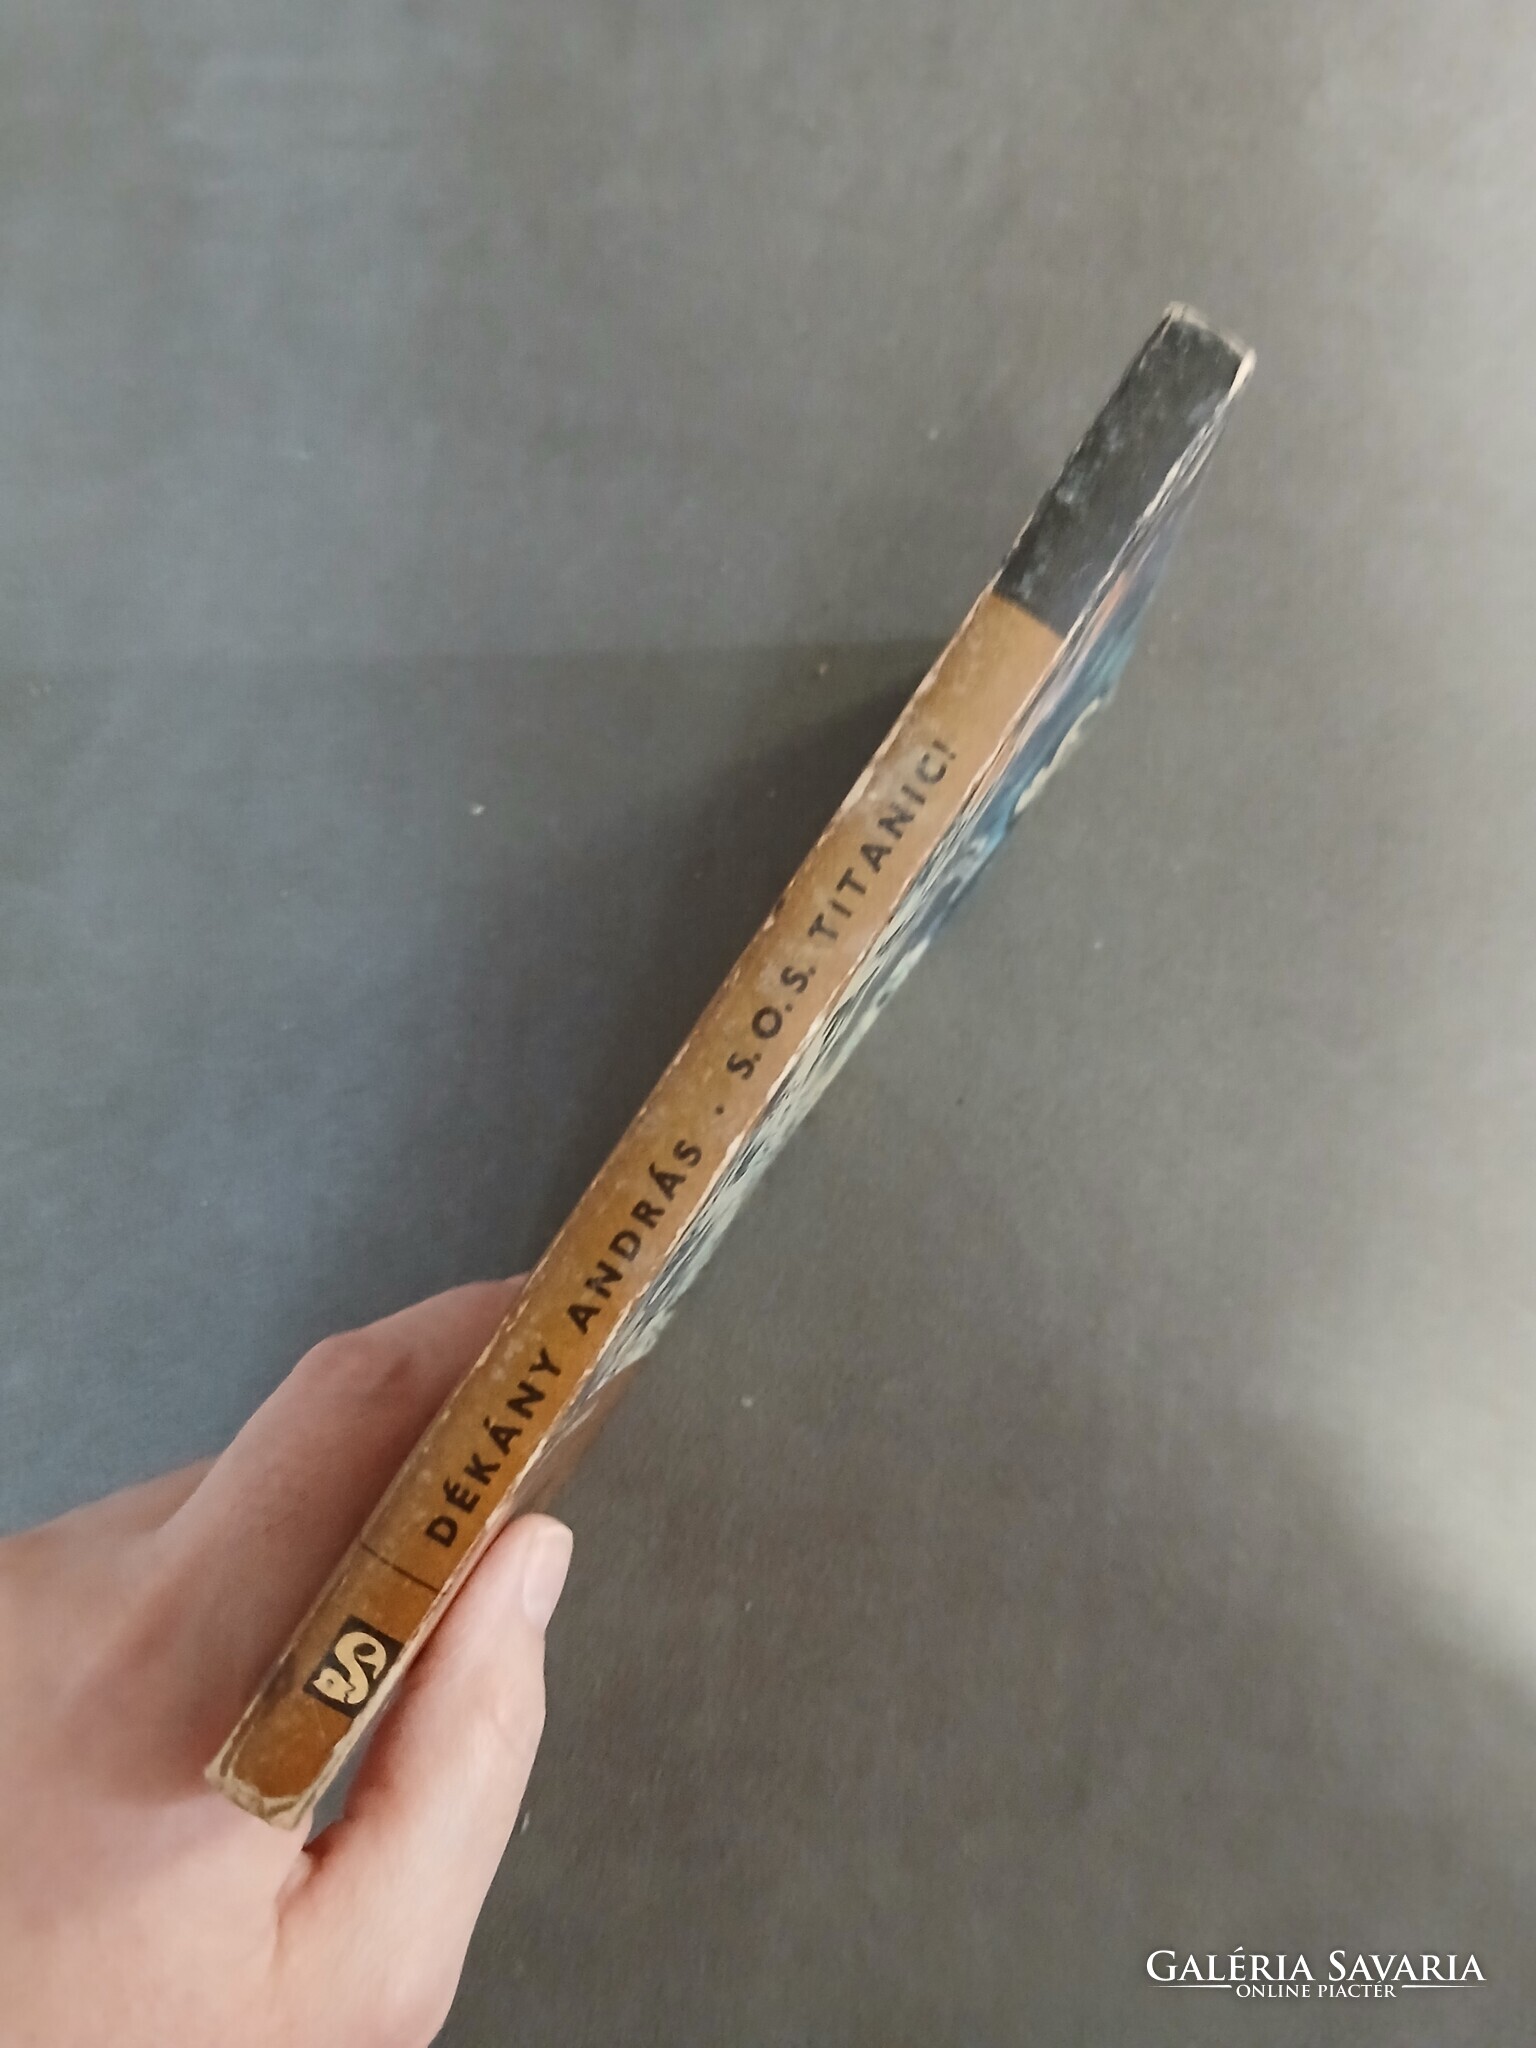 DÉKÁNY ANDRÁS · S.O.S. TITANIC!
GALÉRIA SAVARIA
ONLINE PIACTÉR